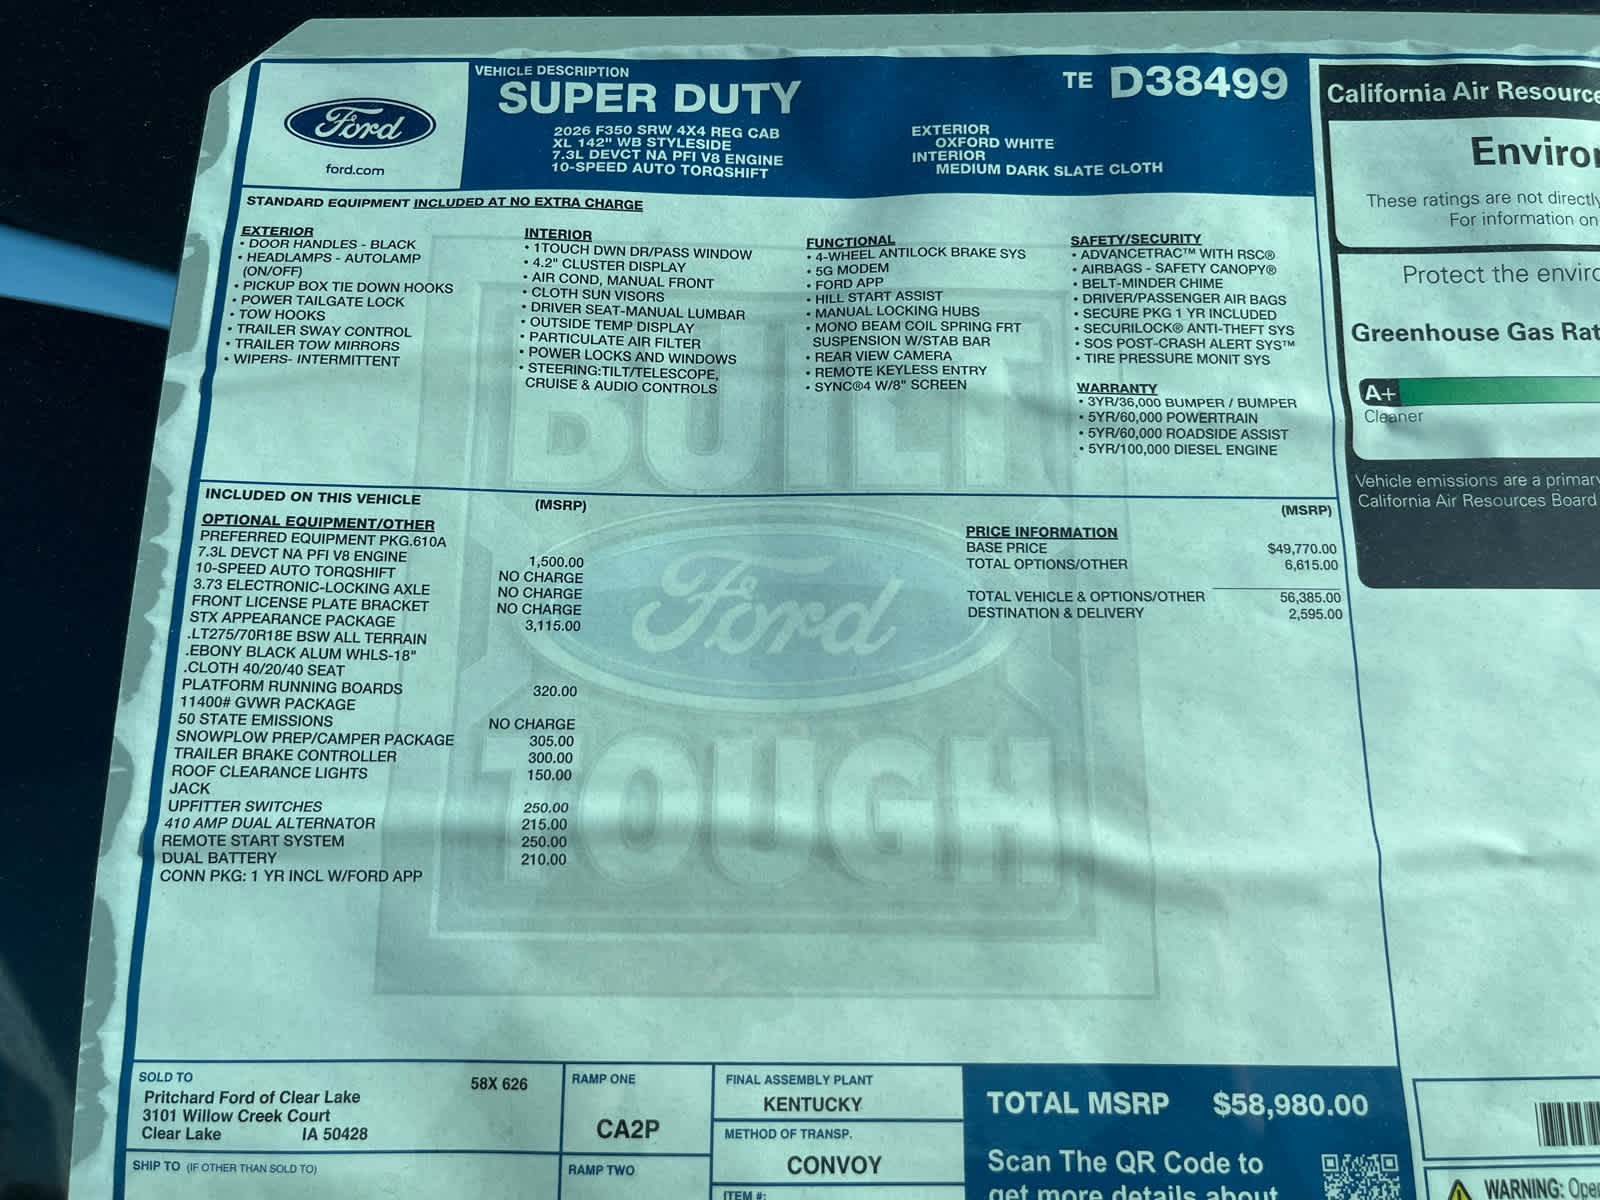 Ford
ford.com
VEHICLE DESCRIPTION
SUPER DUTY
2026 F350 SRW 4X4 REG CAB
XL 142" WB STYLESIDE
7.3L DEVCT NA PFI V8 ENGINE
10-SPEED AUTO TORQSHIFT
TE D38499
EXTERIOR
OXFORD WHITE
INTERIOR
MEDIUM DARK SLATE CLOTH
STANDARD EQUIPMENT INCLUDED AT NO EXTRA CHARGE
EXTERIOR
• DOOR HANDLES - BLACK
• HEADLAMPS - AUTOLAMP
(ON/OFF)
• PICKUP BOX TIE DOWN HOOKS
• POWER TAILGATE LOCK
• TOW HOOKS
• TRAILER SWAY CONTROL
• TRAILER TOW MIRRORS
• WIPERS- INTERMITTENT
INTERIOR
• 1TOUCH DWN DR/PASS WINDOW
• 4.2" CLUSTER DISPLAY
• AIR COND, MANUAL FRONT
• CLOTH SUN VISORS
• DRIVER SEAT-MANUAL LUMBAR
• OUTSIDE TEMP DISPLAY
• PARTICULATE AIR FILTER
• POWER LOCKS AND WINDOWS
• STEERING:TILT/TELESCOPE,
CRUISE & AUDIO CONTROLS
FUNCTIONAL
• 4-WHEEL ANTILOCK BRAKE SYS
• 5G MODEM
• FORD APP
• HILL START ASSIST
• MANUAL LOCKING HUBS
• MONO BEAM COIL SPRING FRT
SUSPENSION W/STAB BAR
• REAR VIEW CAMERA
• REMOTE KEYLESS ENTRY
• SYNC®4 W/8" SCREEN
SAFETY/SECURITY
• ADVANCETRAC™ WITH RSC®
• AIRBAGS - SAFETY CANOPY®
• BELT-MINDER CHIME
• DRIVER/PASSENGER AIR BAGS
• SECURE PKG 1 YR INCLUDED
• SECURILOCK® ANTI-THEFT SYS
• SOS POST-CRASH ALERT SYS™
• TIRE PRESSURE MONIT SYS
WARRANTY
• 3YR/36,000 BUMPER / BUMPER
• 5YR/60,000 POWERTRAIN
• 5YR/60,000 ROADSIDE ASSIST
• 5YR/100,000 DIESEL ENGINE
BUILT
Ford
TOUGH
INCLUDED ON THIS VEHICLE (MSRP)
OPTIONAL EQUIPMENT/OTHER
PREFERRED EQUIPMENT PKG.610A
7.3L DEVCT NA PFI V8 ENGINE 1,500.00
10-SPEED AUTO TORQSHIFT NO CHARGE
3.73 ELECTRONIC-LOCKING AXLE NO CHARGE
FRONT LICENSE PLATE BRACKET NO CHARGE
STX APPEARANCE PACKAGE 3,115.00
.LT275/70R18E BSW ALL TERRAIN
.EBONY BLACK ALUM WHLS-18"
.CLOTH 40/20/40 SEAT
PLATFORM RUNNING BOARDS 320.00
11400# GVWR PACKAGE
50 STATE EMISSIONS NO CHARGE
SNOWPLOW PREP/CAMPER PACKAGE 305.00
TRAILER BRAKE CONTROLLER 300.00
ROOF CLEARANCE LIGHTS 150.00
JACK
UPFITTER SWITCHES 250.00
410 AMP DUAL ALTERNATOR 215.00
REMOTE START SYSTEM 250.00
DUAL BATTERY 210.00
CONN PKG: 1 YR INCL W/FORD APP
(MSRP)
PRICE INFORMATION
BASE PRICE $49,770.00
TOTAL OPTIONS/OTHER 6,615.00
TOTAL VEHICLE & OPTIONS/OTHER 56,385.00
DESTINATION & DELIVERY 2,595.00
SOLD TO 58X 626
Pritchard Ford of Clear Lake
3101 Willow Creek Court
Clear Lake IA 50428
SHIP TO (IF OTHER THAN SOLD TO)
RAMP ONE
CA2P
RAMP TWO
FINAL ASSEMBLY PLANT
KENTUCKY
METHOD OF TRANSP.
CONVOY
ITEM #:
TOTAL MSRP $58,980.00
Scan The QR Code to
get more details about
California Air Resource
Enviro
These ratings are not directly
For information on
Protect the enviro
Greenhouse Gas Rat
A+
Cleaner
Vehicle emissions are a primary
California Air Resources Board
WARNING: Oper